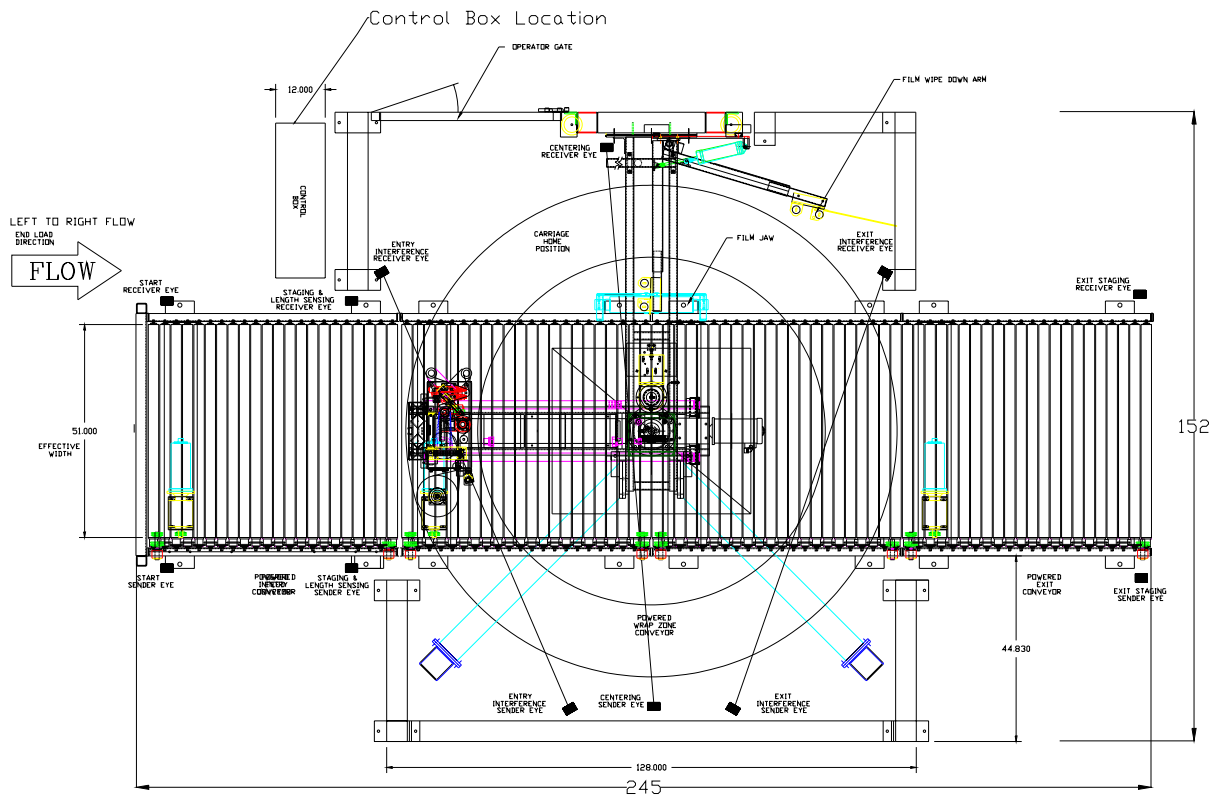 Control Box Location
OPERATOR GATE
12.000
FILM WIPE DOWN ARM
CENTERING
RECEIVER EYE
CONTROL
BOX
LEFT TO RIGHT FLOW
END LOAD
DIRECTION
FLOW
ENTRY
INTERFERENCE
RECEIVER EYE
CARRIAGE
HOME
POSITION
FILM JAW
EXIT
INTERFERENCE
RECEIVER EYE
START
RECEIVER EYE
STAGING &
LENGTH SENSING
RECEIVER EYE
EXIT STAGING
RECEIVER EYE
51.000
EFFECTIVE
WIDTH
152
START
SENDER EYE
CONVEYOR
STAGING &
LENGTH SENSING
SENDER EYE
POWERED
WRAP ZONE
CONVEYOR
POWERED
EXIT
CONVEYOR
EXIT STAGING
SENDER EYE
44.830
ENTRY
INTERFERENCE
SENDER EYE
CENTERING
SENDER EYE
EXIT
INTERFERENCE
SENDER EYE
128.000
245